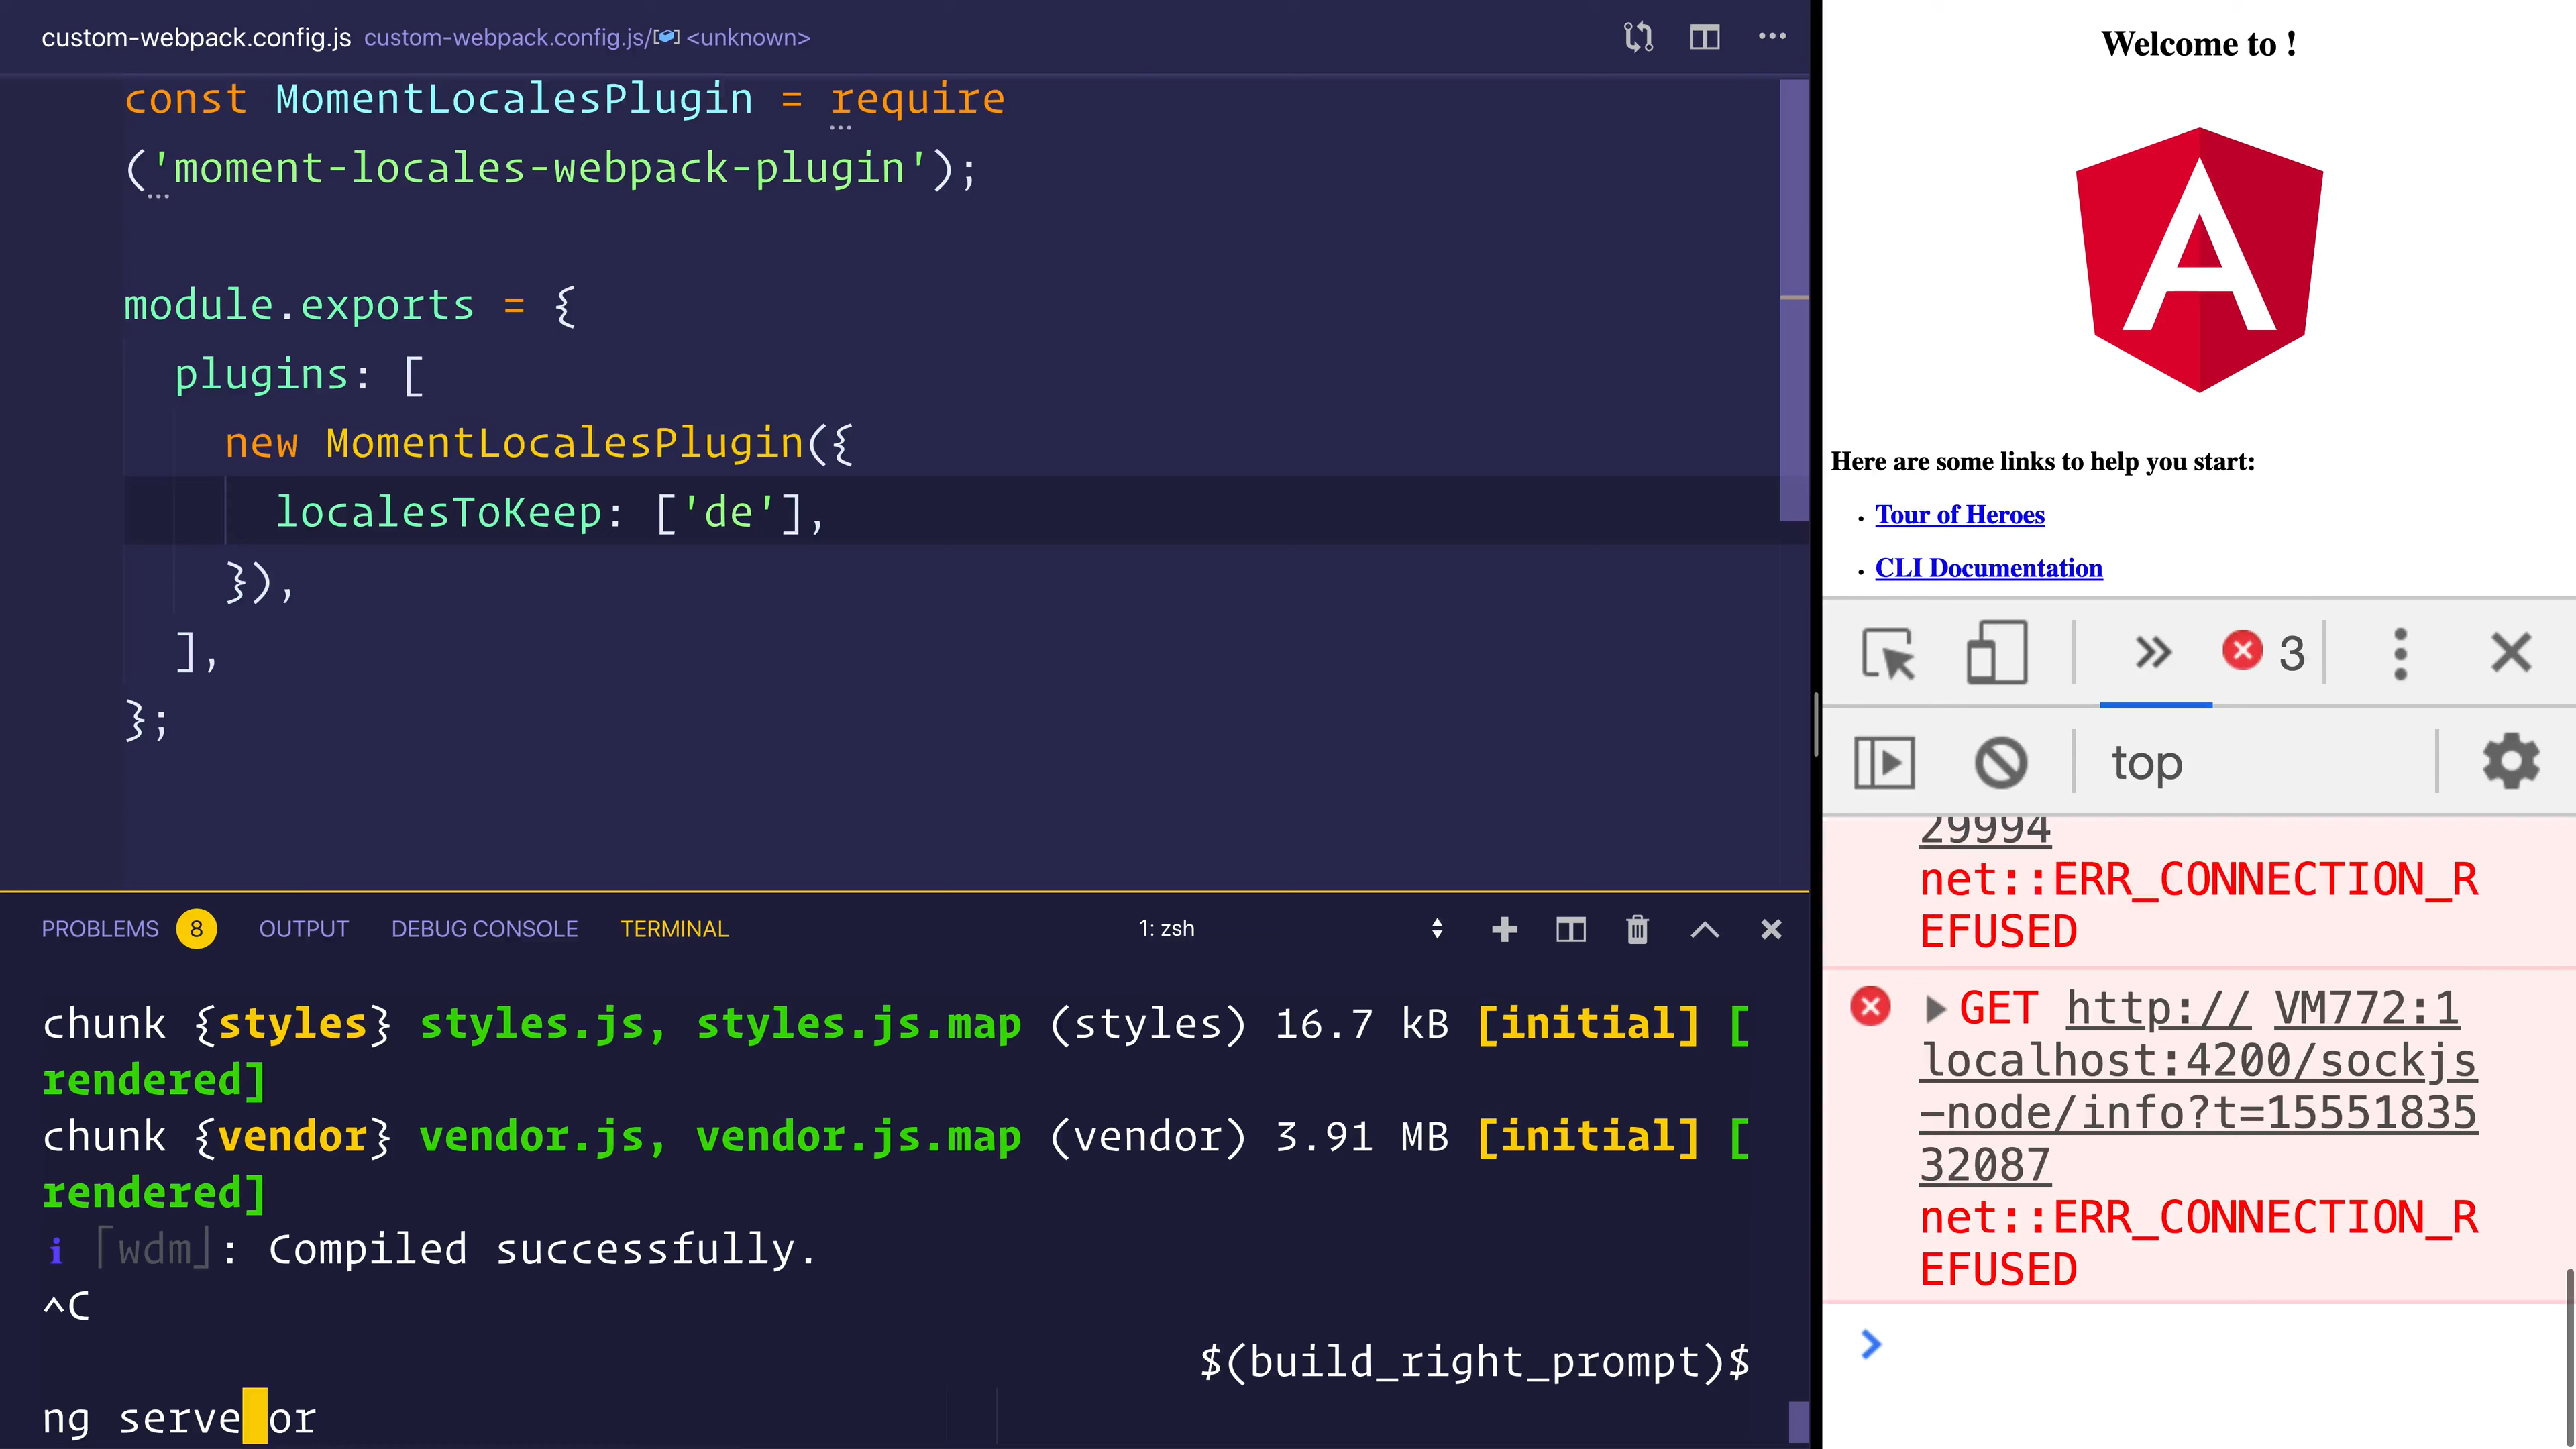 custom-webpack.config.js custom-webpack.config.js/ <unknown>
const MomentLocalesPlugin = require
('moment-locales-webpack-plugin');
module.exports = {
plugins: [
new MomentLocalesPlugin({
localesToKeep: ['de'],
}),
],
};
PROBLEMS 8 OUTPUT DEBUG CONSOLE TERMINAL 1: zsh
chunk {styles} styles.js, styles.js.map (styles) 16.7 kB [initial] [
rendered]
chunk {vendor} vendor.js, vendor.js.map (vendor) 3.91 MB [initial] [
rendered]
i ｢wdm｣: Compiled successfully.
^C
$(build_right_prompt)$
ng serve or
Welcome to !
Here are some links to help you start:
• Tour of Heroes
• CLI Documentation
3
top
29994
net::ERR_CONNECTION_R
EFUSED
GET http:// VM772:1
localhost:4200/sockjs
-node/info?t=15551835
32087
net::ERR_CONNECTION_R
EFUSED